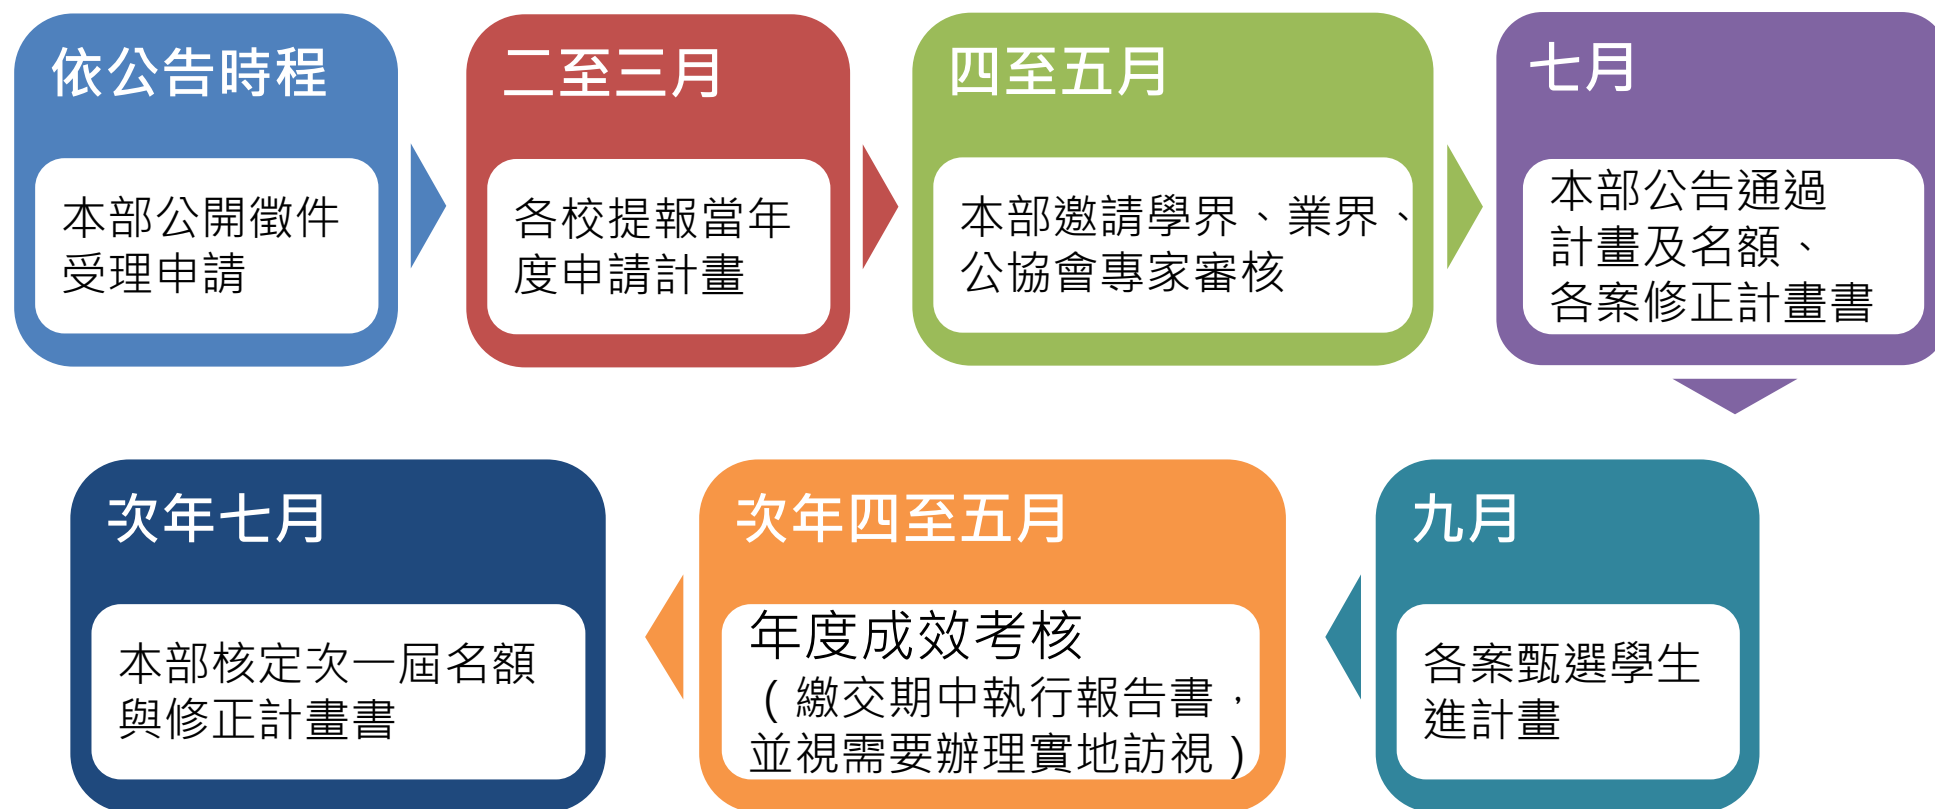 依公告時程
本部公開徵件
受理申請
二至三月
各校提報當年
度申請計畫
四至五月
本部邀請學界、業界、
公協會專家審核
七月
本部公告通過
計畫及名額、
各案修正計畫書
九月
各案甄選學生
進計畫
次年四至五月
年度成效考核
（繳交期中執行報告書，
並視需要辦理實地訪視）
次年七月
本部核定次一屆名額
與修正計畫書